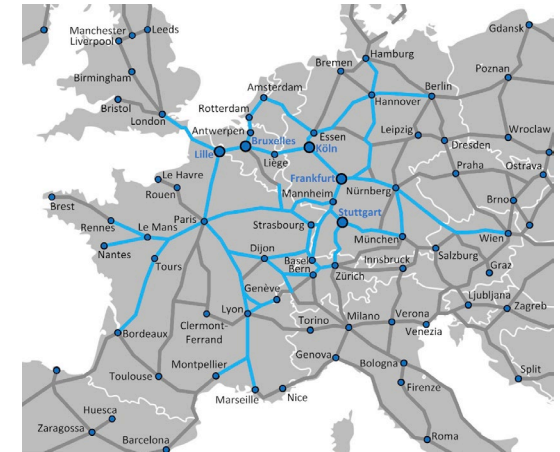 Manchester
Leeds
Liverpool
Birmingham
Bristol
London
Hamburg
Bremen
Gdansk
Amsterdam
Hannover
Berlin
Poznan
Rotterdam
Antwerpen
Bruxelles
Essen
Leipzig
Wroclaw
Lille
Liège
Köln
Dresden
Le Havre
Frankfurt
Praha
Ostrava
Rouen
Mannheim
Nürnberg
Brno
Brest
Paris
Stuttgart
Rennes
Le Mans
Strasbourg
München
Wien
Nantes
Tours
Dijon
Basel
Bern
Zürich
Innsbruck
Salzburg
Graz
Genève
Lyon
Ljubljana
Zagreb
Clermont-
Ferrand
Torino
Milano
Verona
Venezia
Bordeaux
Genova
Bologna
Toulouse
Montpellier
Marseille
Nice
Firenze
Split
Huesca
Zaragossa
Barcelona
Roma